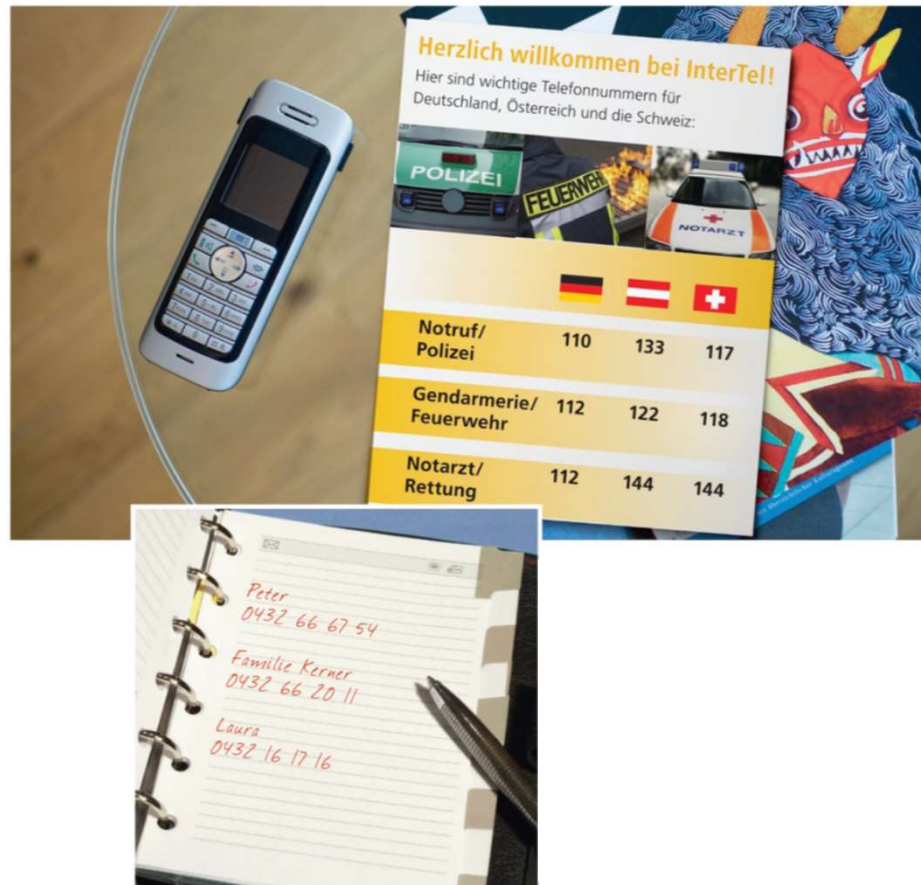 Herzlich willkommen bei InterTel!
Hier sind wichtige Telefonnummern für
Deutschland, Österreich und die Schweiz:
POLIZEI
FEUERWEHR
NOTARZT
Notruf/
Polizei 110 133 117
Gendarmerie/
Feuerwehr 112 122 118
Notarzt/
Rettung 112 144 144
Peter
0432 66 67 54
Familie Kerner
0432 66 20 11
Laura
0432 16 17 16